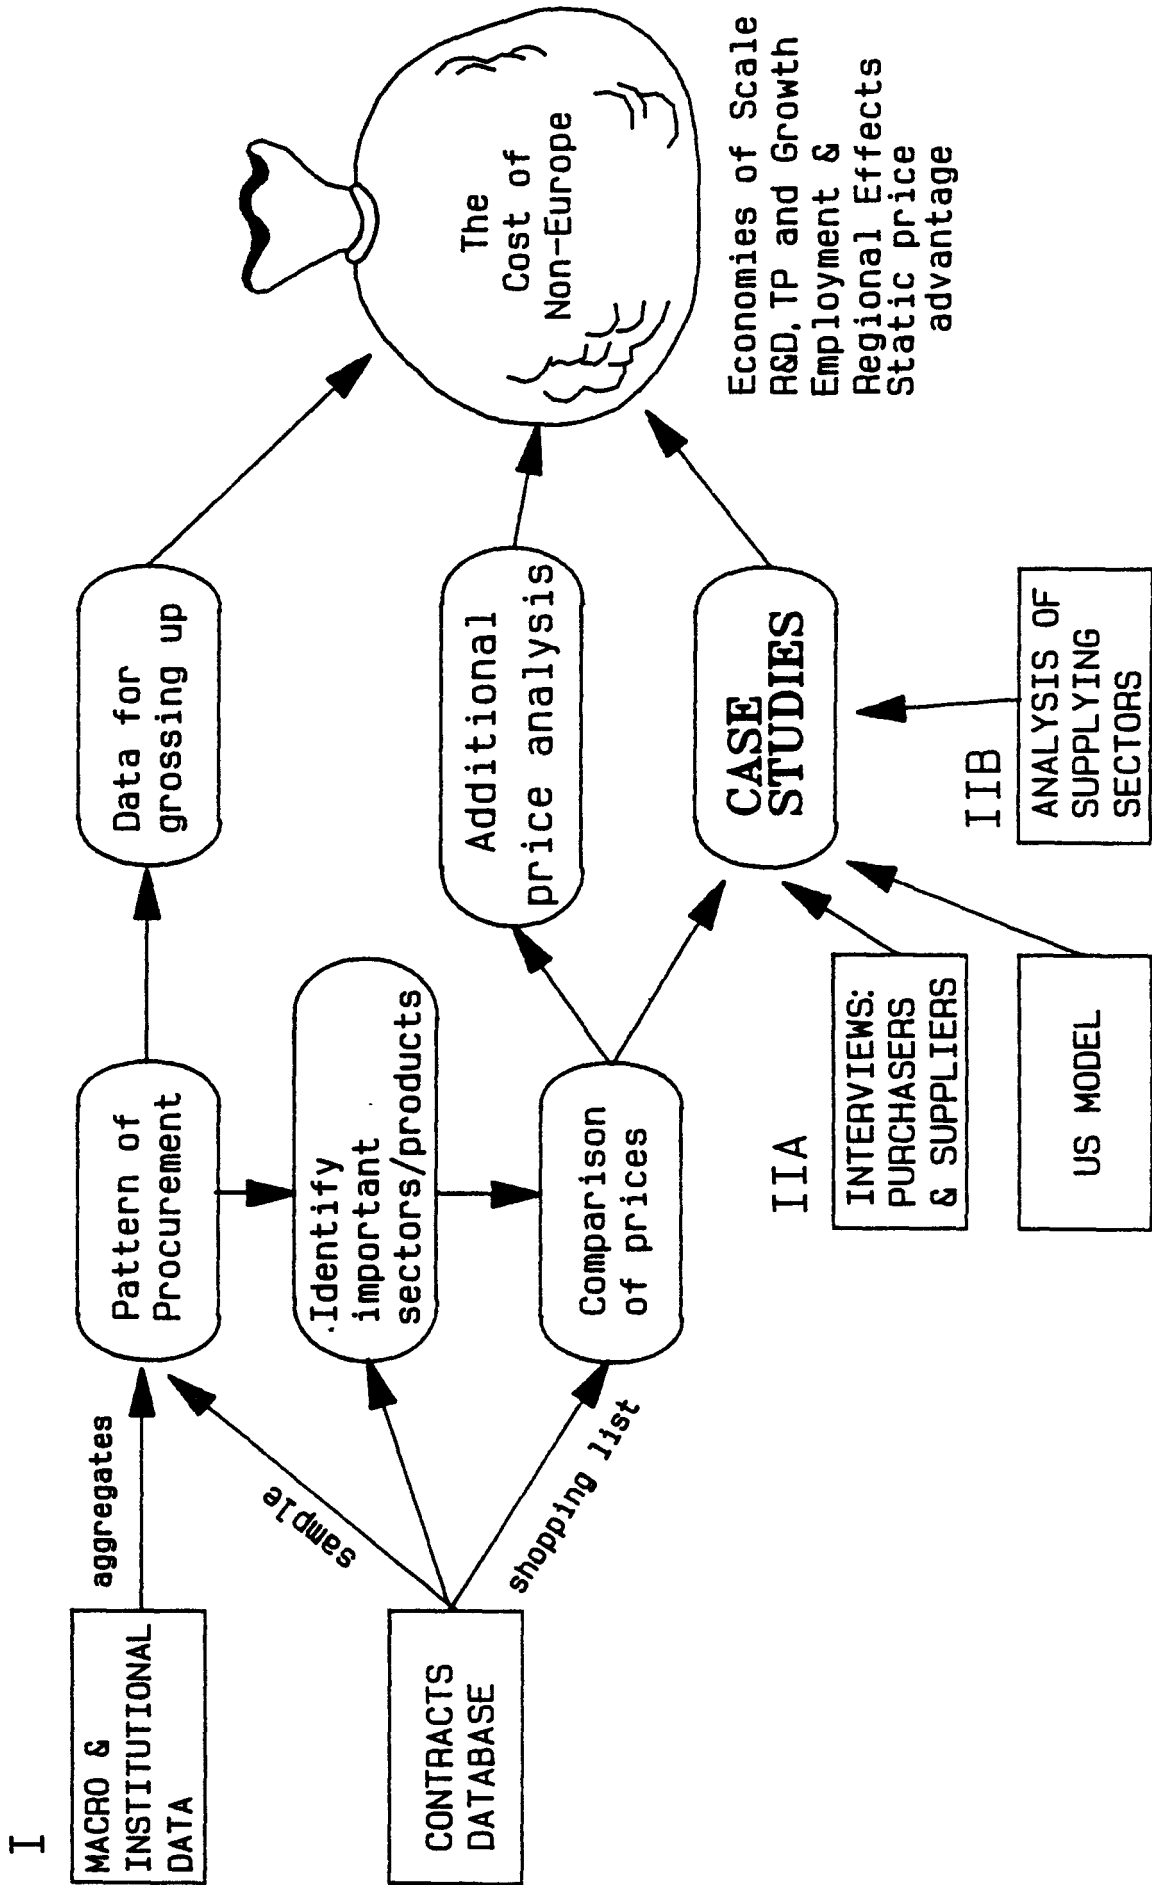 I
MACRO &
INSTITUTIONAL
DATA
aggregates
Pattern of
Procurement
Data for
grossing up
CONTRACTS
DATABASE
sample
shopping list
Identify
important
sectors/products
Comparison
of prices
Additional
price analysis
The
Cost of
Non-Europe
CASE
STUDIES
Economies of Scale
R&D, TP and Growth
Employment &
Regional Effects
Static price
advantage
IIA
INTERVIEWS:
PURCHASERS
& SUPPLIERS
US MODEL
IIB
ANALYSIS OF
SUPPLYING
SECTORS